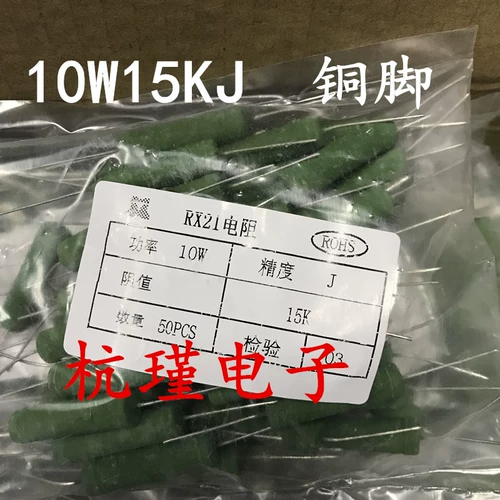 10W15KJ 铜脚
RX21电阻 ROHS
功率 10W 精度 J
阴值 15K
数量 50PCS 检验 03
杭瑾电子